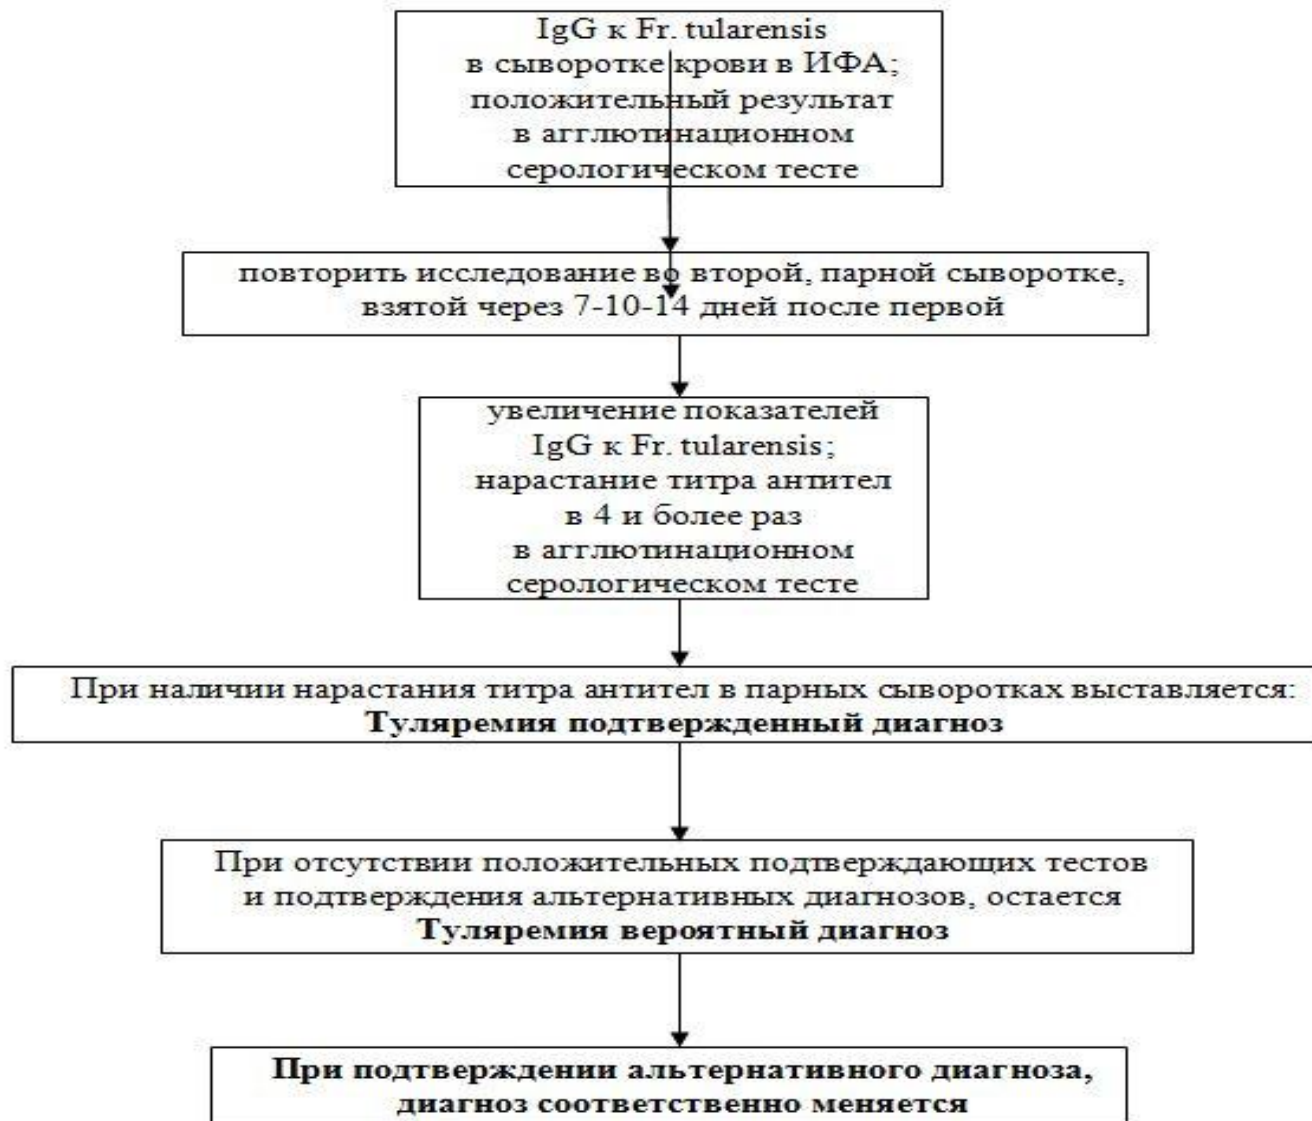 IgG к Fr. tularensis
в сыворотке крови в ИФА;
положительный результат
в агглютинационном
серологическом тесте
повторить исследование во второй, парной сыворотке,
взятой через 7-10-14 дней после первой
увеличение показателей
IgG к Fr. tularensis;
нарастание титра антител
в 4 и более раз
в агглютинационном
серологическом тесте
При наличии нарастания титра антител в парных сыворотках выставляется:
Туляремия подтвержденный диагноз
При отсутствии положительных подтверждающих тестов
и подтверждения альтернативных диагнозов, остается
Туляремия вероятный диагноз
При подтверждении альтернативного диагноза,
диагноз соответственно меняется